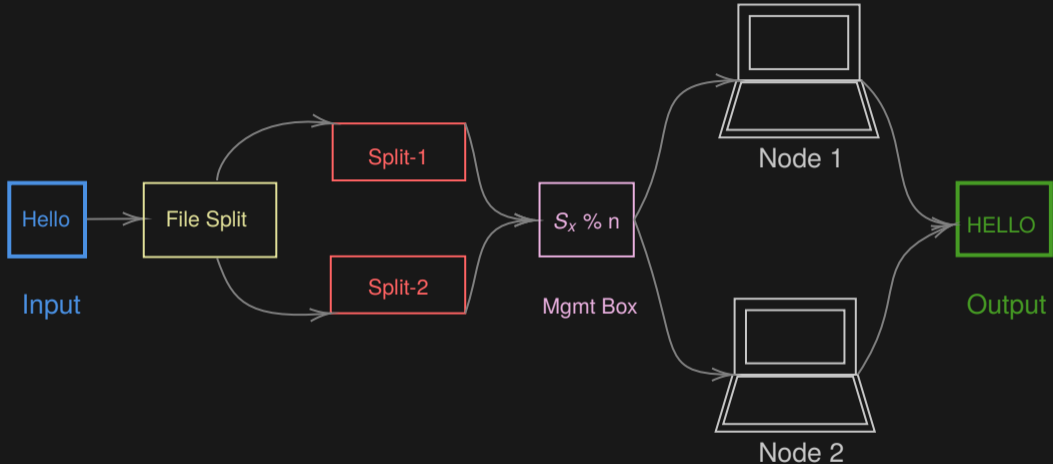 Hello
Input
File Split
Split-1
Split-2
Sₓ % n
Mgmt Box
Node 1
Node 2
HELLO
Output